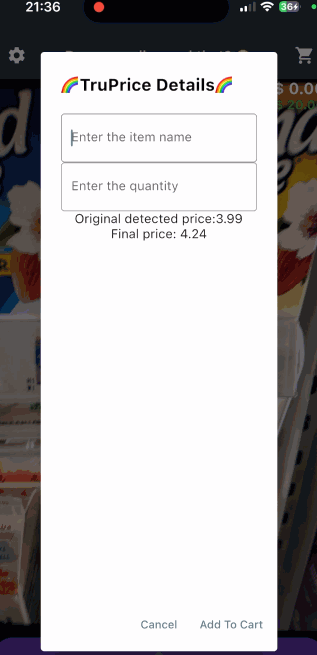 21:36
36
🌈TruPrice Details🌈
Enter the item name
Enter the quantity
Original detected price:3.99
Final price: 4.24
Cancel Add To Cart